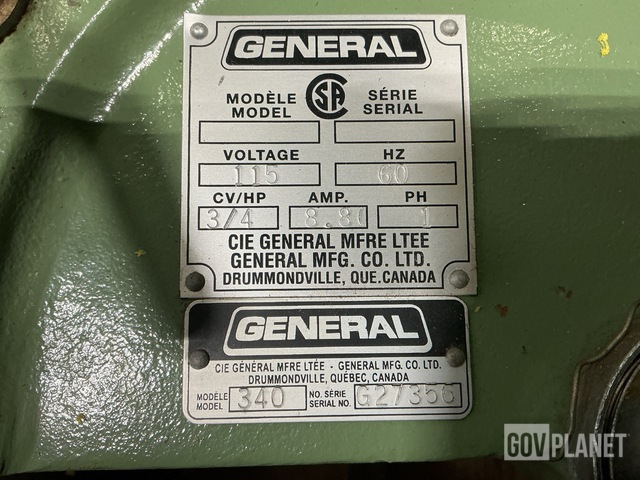 GENERAL
MODÈLE
MODEL
CSA
SÉRIE
SERIAL
VOLTAGE HZ
115 60
CV/HP AMP. PH
3/4 8.8 1
CIE GENERAL MFRE LTEE
GENERAL MFG. CO. LTD.
DRUMMONDVILLE, QUE.CANADA
GENERAL
CIE GÉNÉRAL MFRE LTÉE - GENERAL MFG. CO. LTD.
DRUMMONDVILLE, QUÉBEC, CANADA
MODÈLE
MODEL
340
NO. SÉRIE
SERIAL NO.
GOVPLANET